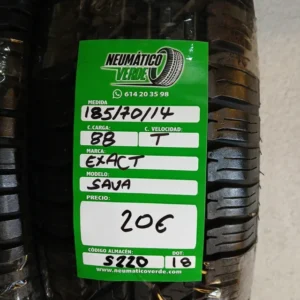 NEUMÁTICO
VERDE
614 20 35 98
MEDIDA
185/70/14
C. CARGA: C. VELOCIDAD:
88 T
MARCA:
EXACT
MODELO:
SAVA
PRECIO:
20€
CÓDIGO ALMACÉN: DOT:
S220 18
www.neumaticoverde.com